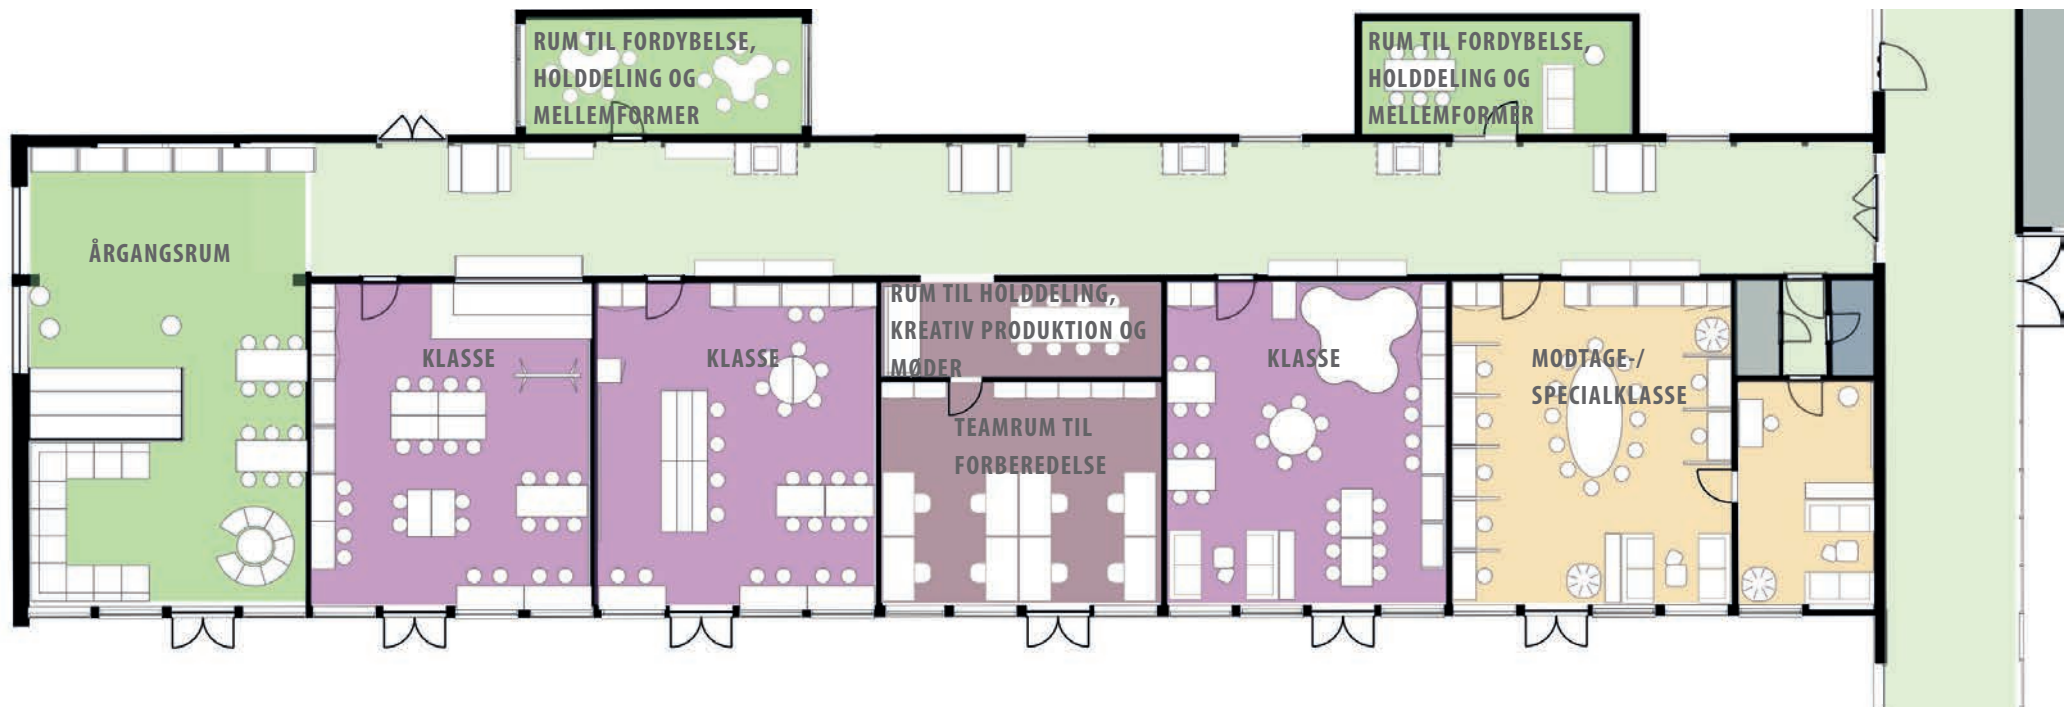 RUM TIL FORDYBELSE,
HOLDDELING OG
MELLEMFORMER
RUM TIL FORDYBELSE,
HOLDDELING OG
MELLEMFORMER
ÅRGANGSRUM
KLASSE
KLASSE
RUM TIL HOLDDELING,
KREATIV PRODUKTION OG
MØDER
TEAMRUM TIL
FORBEREDELSE
KLASSE
MODTAGE-/
SPECIALKLASSE